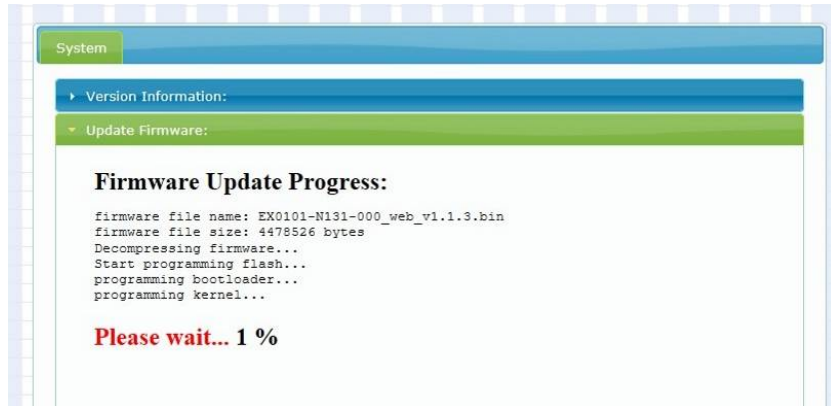 System
Version Information:
Update Firmware:
Firmware Update Progress:
firmware file name: EX0101-N131-000_web_v1.1.3.bin
firmware file size: 4478526 bytes
Decompressing firmware...
Start programming flash...
programming bootloader...
programming kernel...
Please wait... 1 %